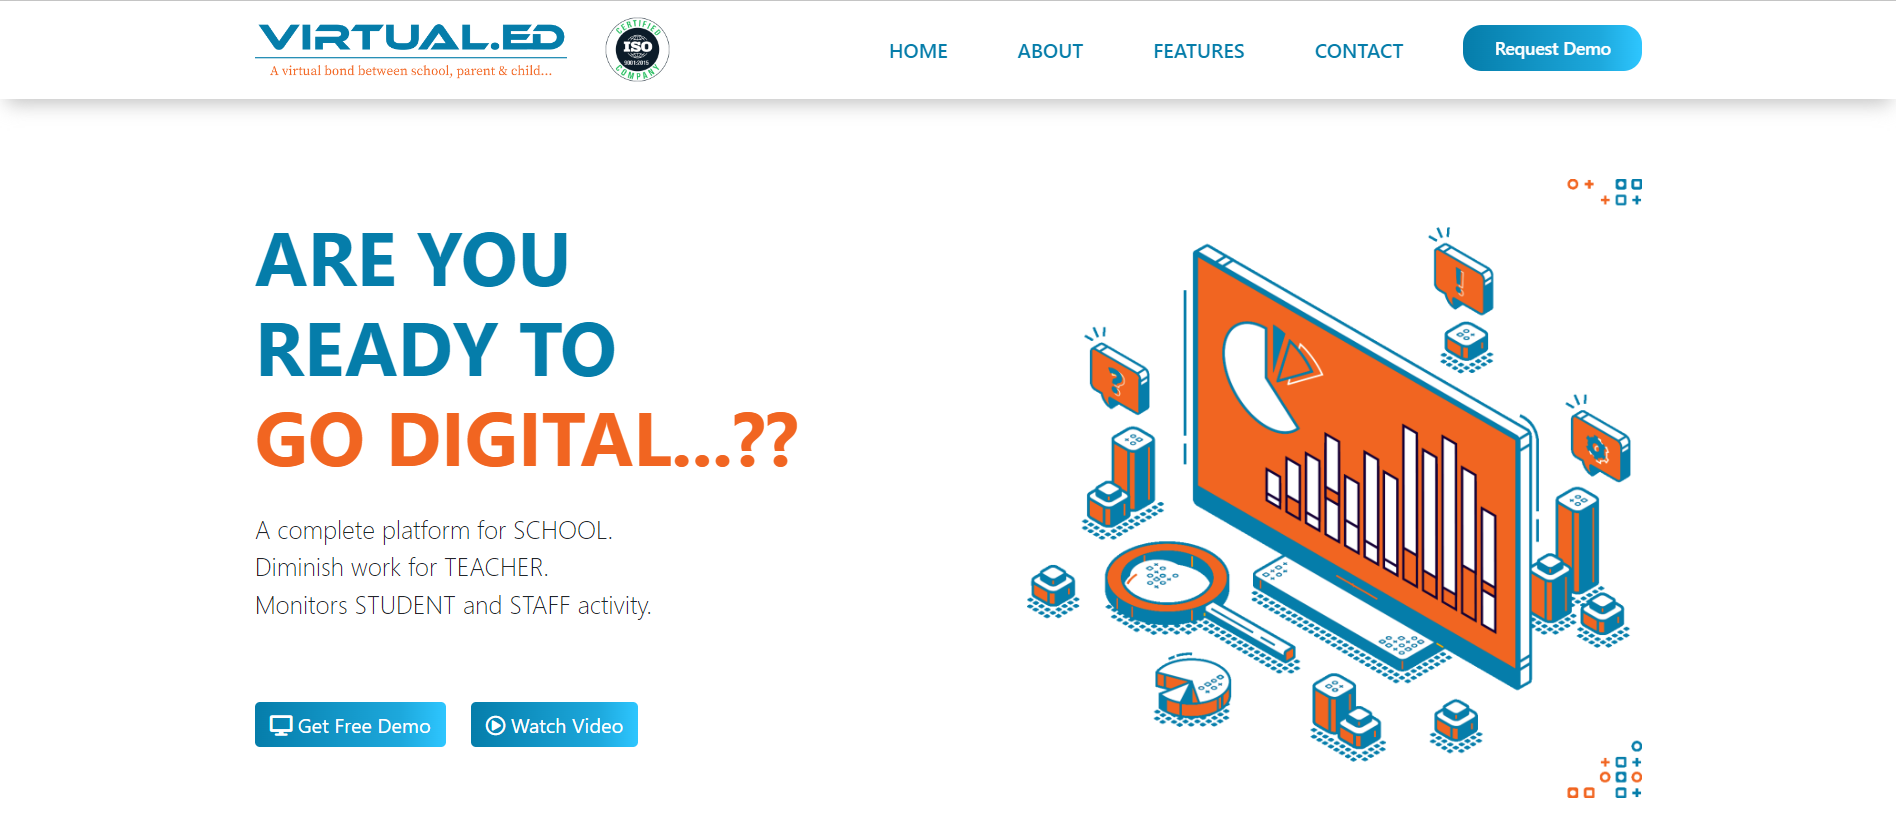 VIRTUAL.ED
A virtual bond between school, parent & child...
CERTIFIED
ISO
9001:2015
COMPANY
HOME
ABOUT
FEATURES
CONTACT
Request Demo
ARE YOU
READY TO
GO DIGITAL...??
!
?
A complete platform for SCHOOL.
Diminish work for TEACHER.
Monitors STUDENT and STAFF activity.
Get Free Demo
Watch Video